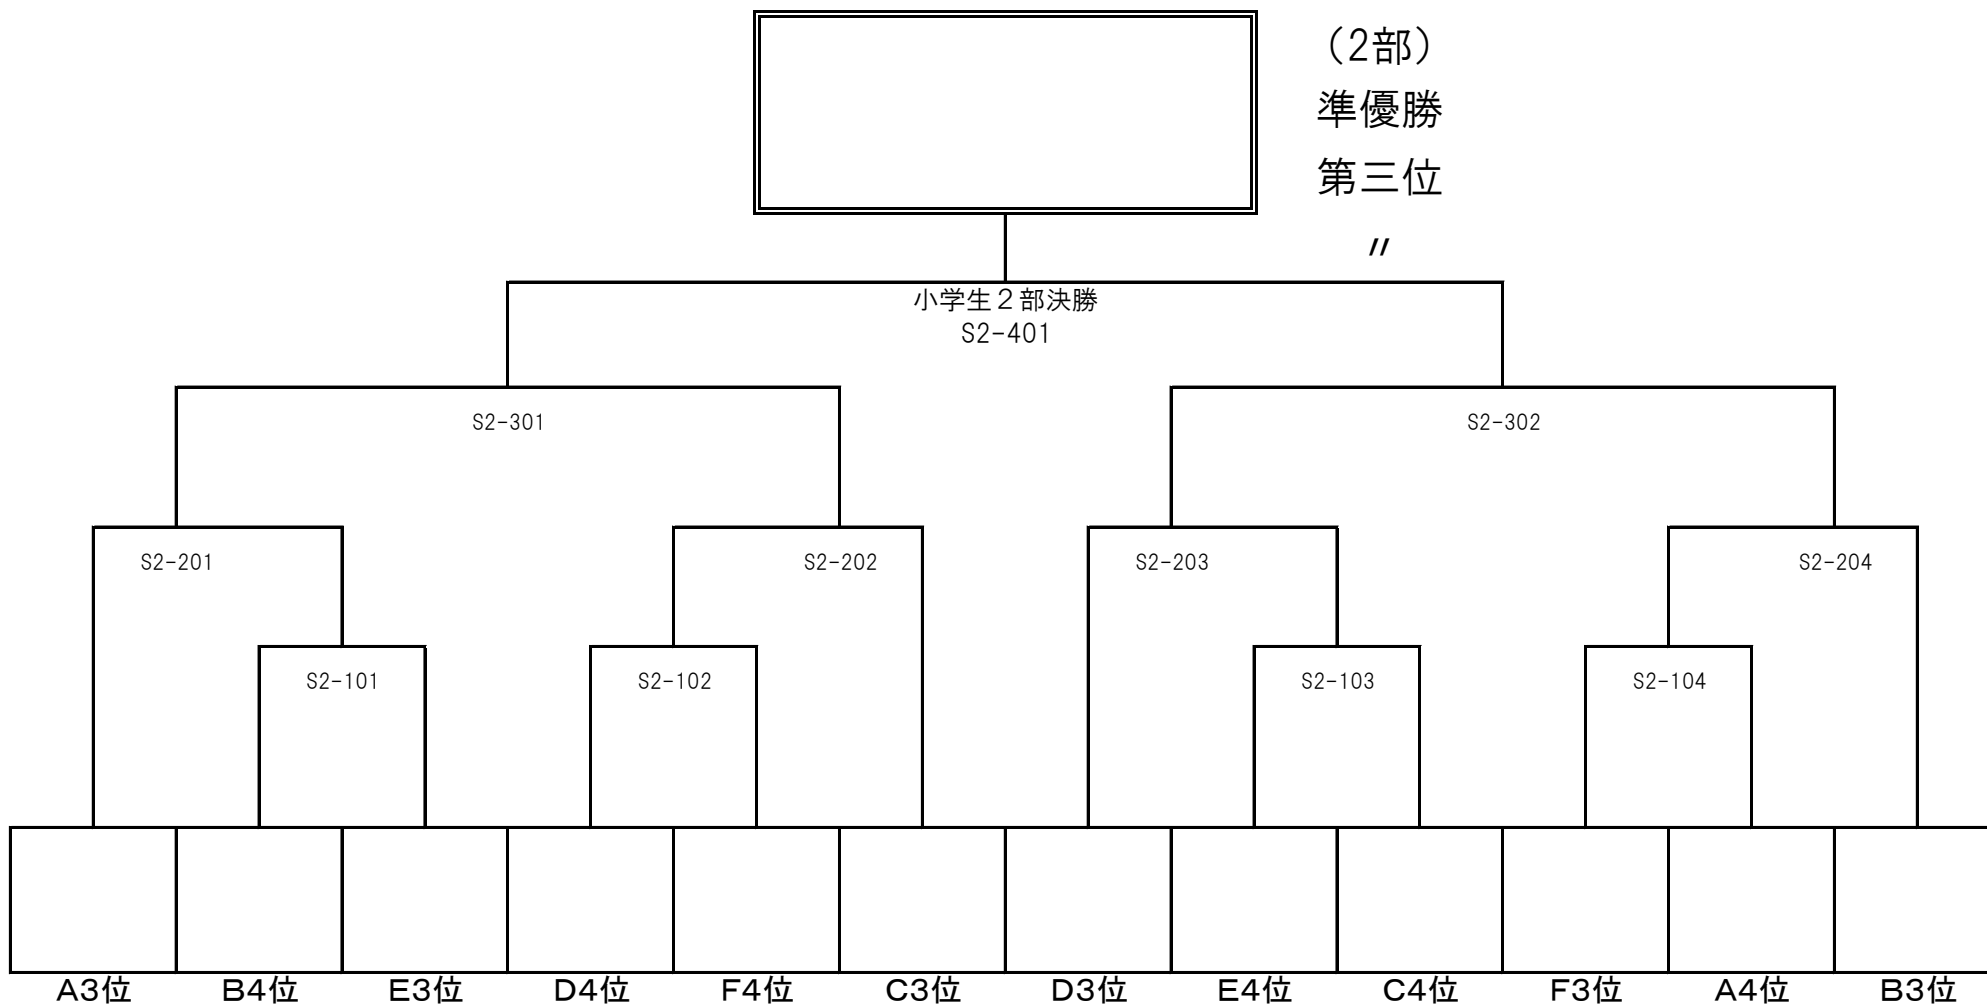 （2部）
準優勝
第三位
〃
小学生２部決勝
S2-401
S2-301
S2-302
S2-201
S2-202
S2-203
S2-204
S2-101
S2-102
S2-103
S2-104
A3位
B4位
E3位
D4位
F4位
C3位
D3位
E4位
C4位
F3位
A4位
B3位